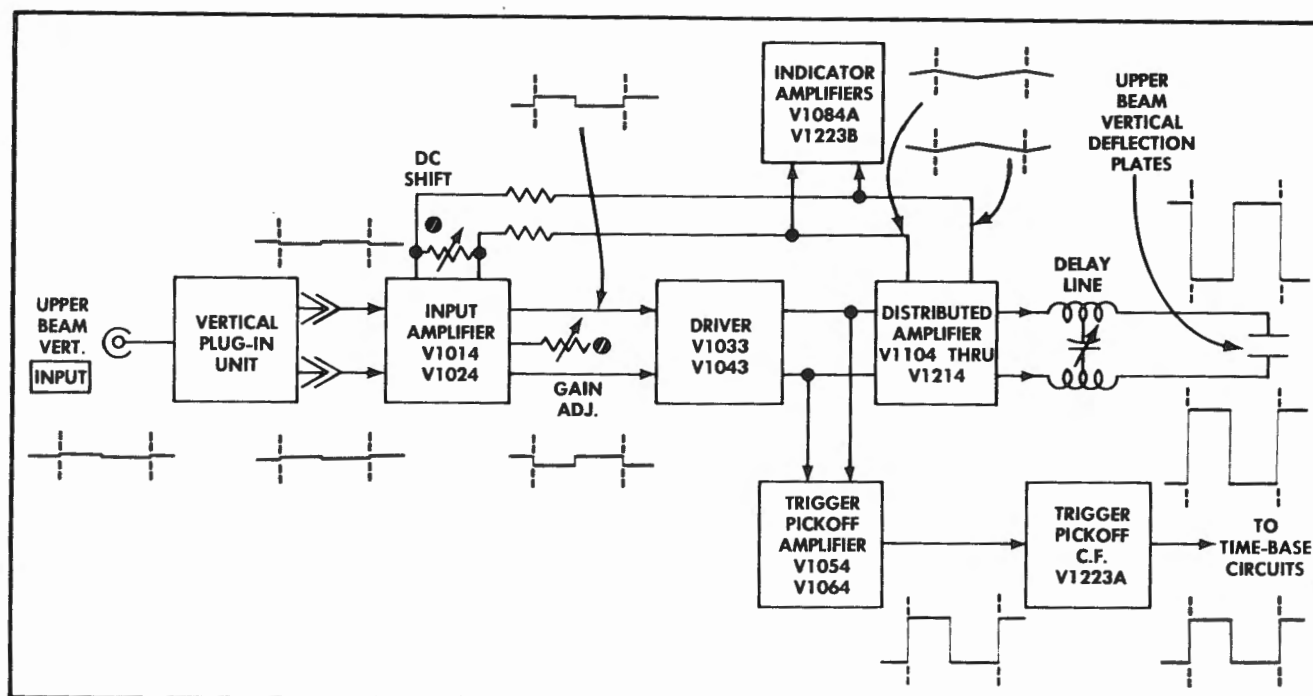 INDICATOR
AMPLIFIERS
V1084A
V1223B
UPPER
BEAM
VERTICAL
DEFLECTION
PLATES
DC
SHIFT
UPPER
BEAM
VERT.
INPUT
VERTICAL
PLUG-IN
UNIT
INPUT
AMPLIFIER
V1014
V1024
GAIN
ADJ.
DRIVER
V1033
V1043
DISTRIBUTED
AMPLIFIER
V1104 THRU
V1214
DELAY
LINE
TRIGGER
PICKOFF
AMPLIFIER
V1054
V1064
TRIGGER
PICKOFF
C.F.
V1223A
TO
TIME-BASE
CIRCUITS